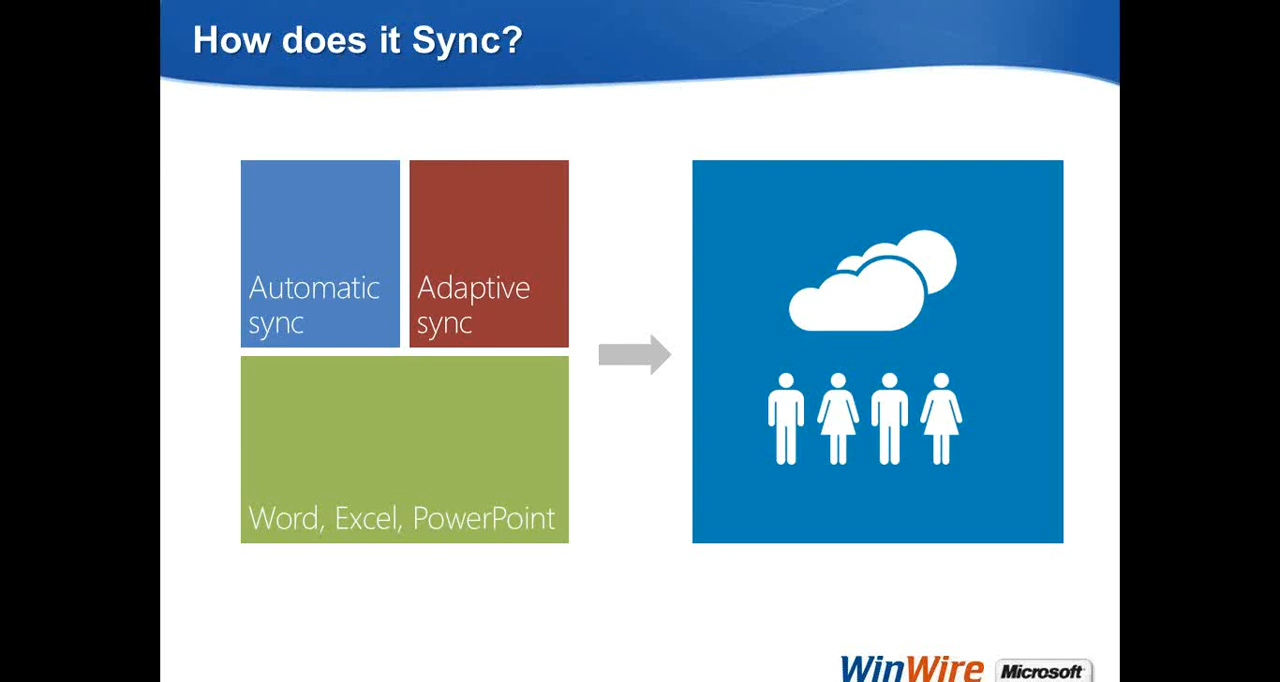 How does it Sync?
Automatic
sync
Adaptive
sync
Word, Excel, PowerPoint
WinWire
Microsoft